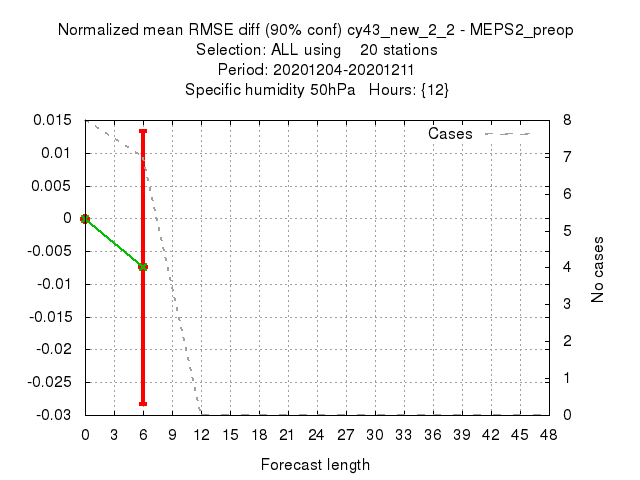 Normalized mean RMSE diff (90% conf) cy43_new_2_2 - MEPS2_preop
Selection: ALL using 20 stations
Period: 20201204-20201211
Specific humidity 50hPa Hours: {12}
Cases
0.015
0.01
0.005
0
-0.005
-0.01
-0.015
-0.02
-0.025
-0.03
8
7
6
5
4
3
2
1
0
No cases
0 3 6 9 12 15 18 21 24 27 30 33 36 39 42 45 48
Forecast length